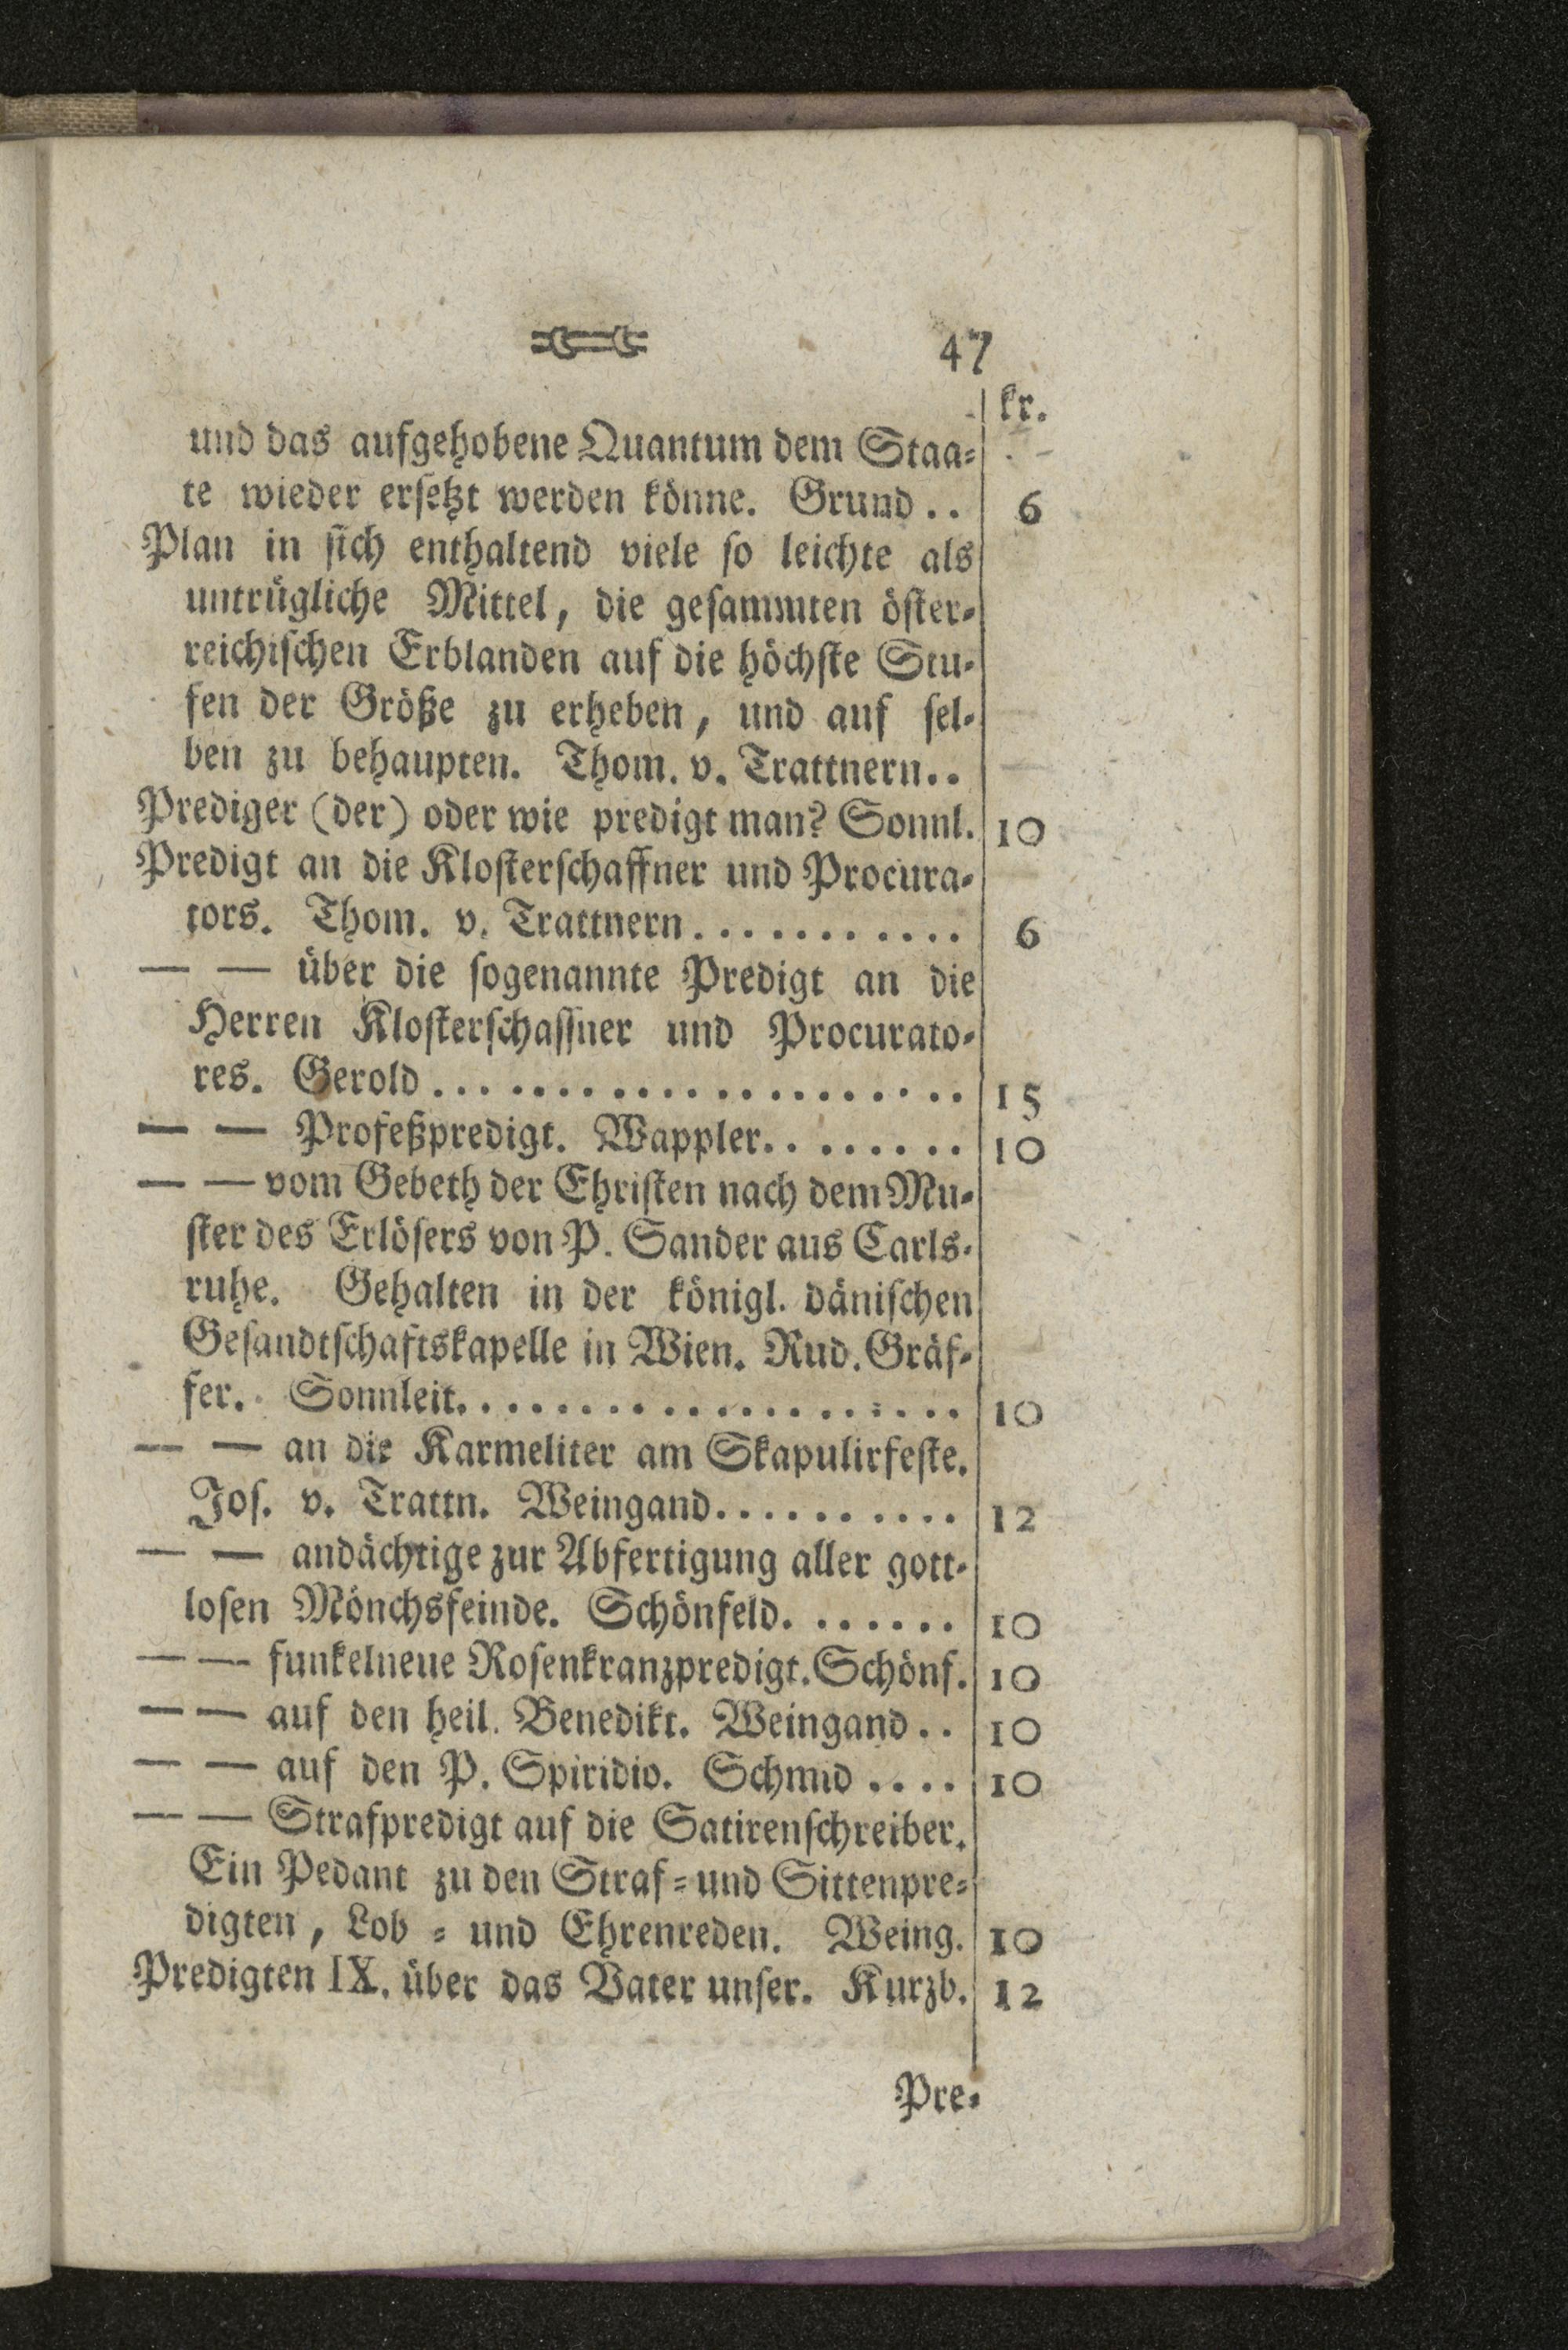 47
kr.
und das aufgehobene Quantum dem Staa⸗
te wieder erſetzt werden könne. Grund.. 6
Plan in ſich enthaltend viele ſo leichte als
untrügliche Mittel, die geſammten öſter⸗
reichiſchen Erblanden auf die höchſte Stu⸗
fen der Größe zu erheben, und auf ſel⸗
ben zu behaupten. Thom. v. Trattnern..
Prediger (der) oder wie predigt man? Sonnl. 10
Predigt an die Kloſterſchaffner und Procura⸗
tors. Thom. v. Trattnern........... 6
— — über die ſogenannte Predigt an die
Herren Kloſterſchaſſner und Procurato⸗
res. Gerold..................... 15
— — Profeßpredigt. Wappler........ 10
— — vom Gebeth der Chriſten nach dem Mu⸗
ſter des Erlöſers von P. Sander aus Carls⸗
ruhe. Gehalten in der königl. däniſchen
Geſandtſchaftskapelle in Wien. Rud. Gräf⸗
fer. Sonnleit.................... 10
— — an die Karmeliter am Skapulirfeſte.
Joſ. v. Trattn. Weingand.......... 12
— — andächtige zur Abfertigung aller gott⸗
loſen Mönchsfeinde. Schönfeld....... 10
— — funkelneue Roſenkranzpredigt. Schönf. 10
— — auf den heil. Benedikt. Weingand.. 10
— — auf den P. Spiridio. Schmid.... 10
— — Strafpredigt auf die Satirenſchreiber.
Ein Pedant zu den Straf⸗ und Sittenpre⸗
digten, Lob ⸗ und Ehrenreden. Weing. 10
Predigten IX. über das Vater unſer. Kurzb. 12
Pre⸗